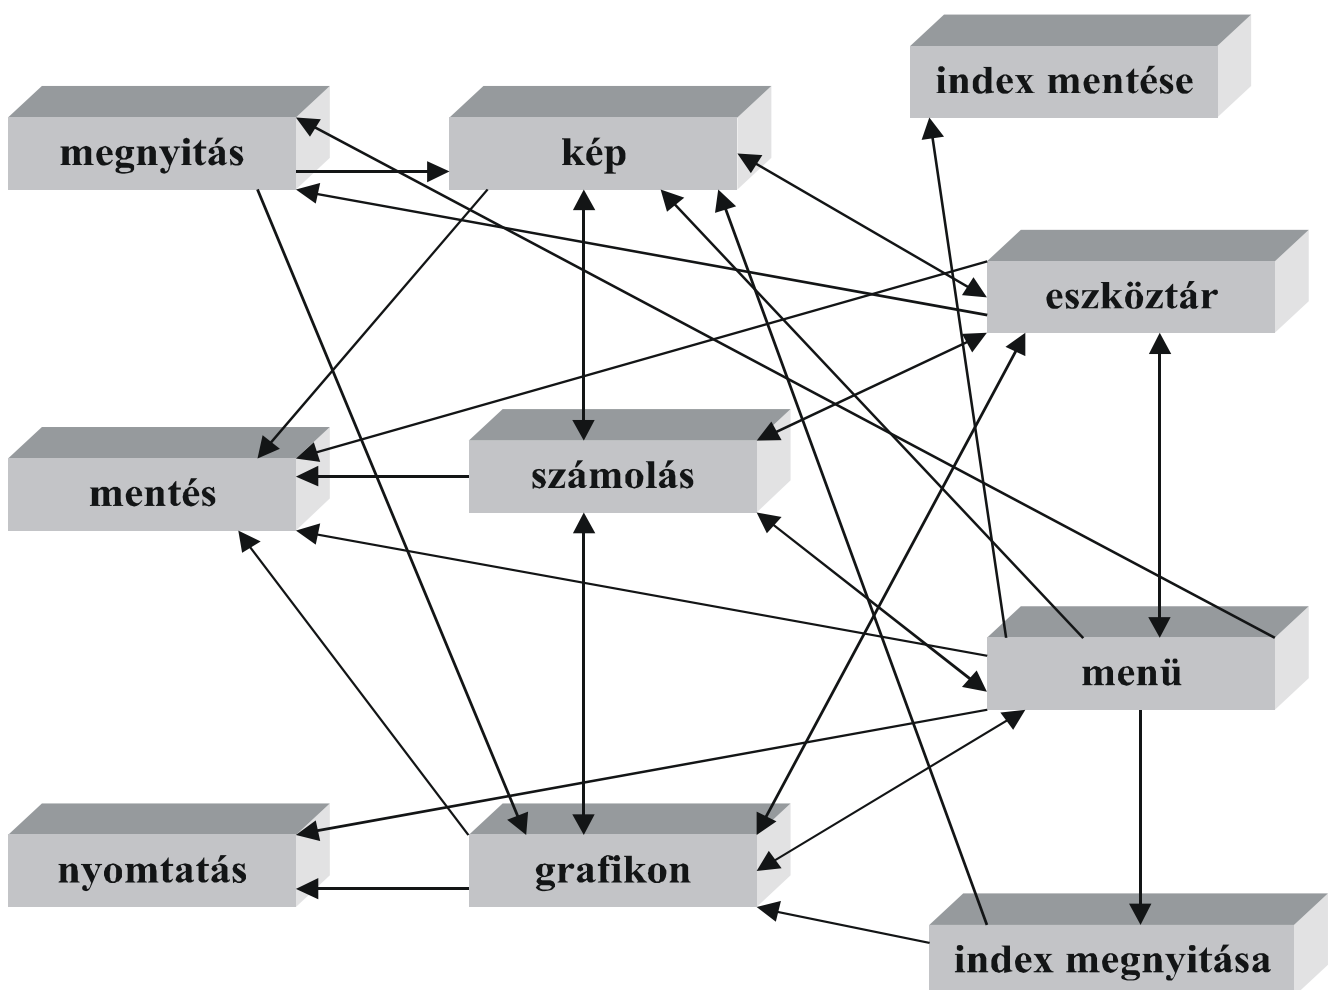 index mentése
megnyitás
kép
eszköztár
mentés
számolás
menü
nyomtatás
grafikon
index megnyitása